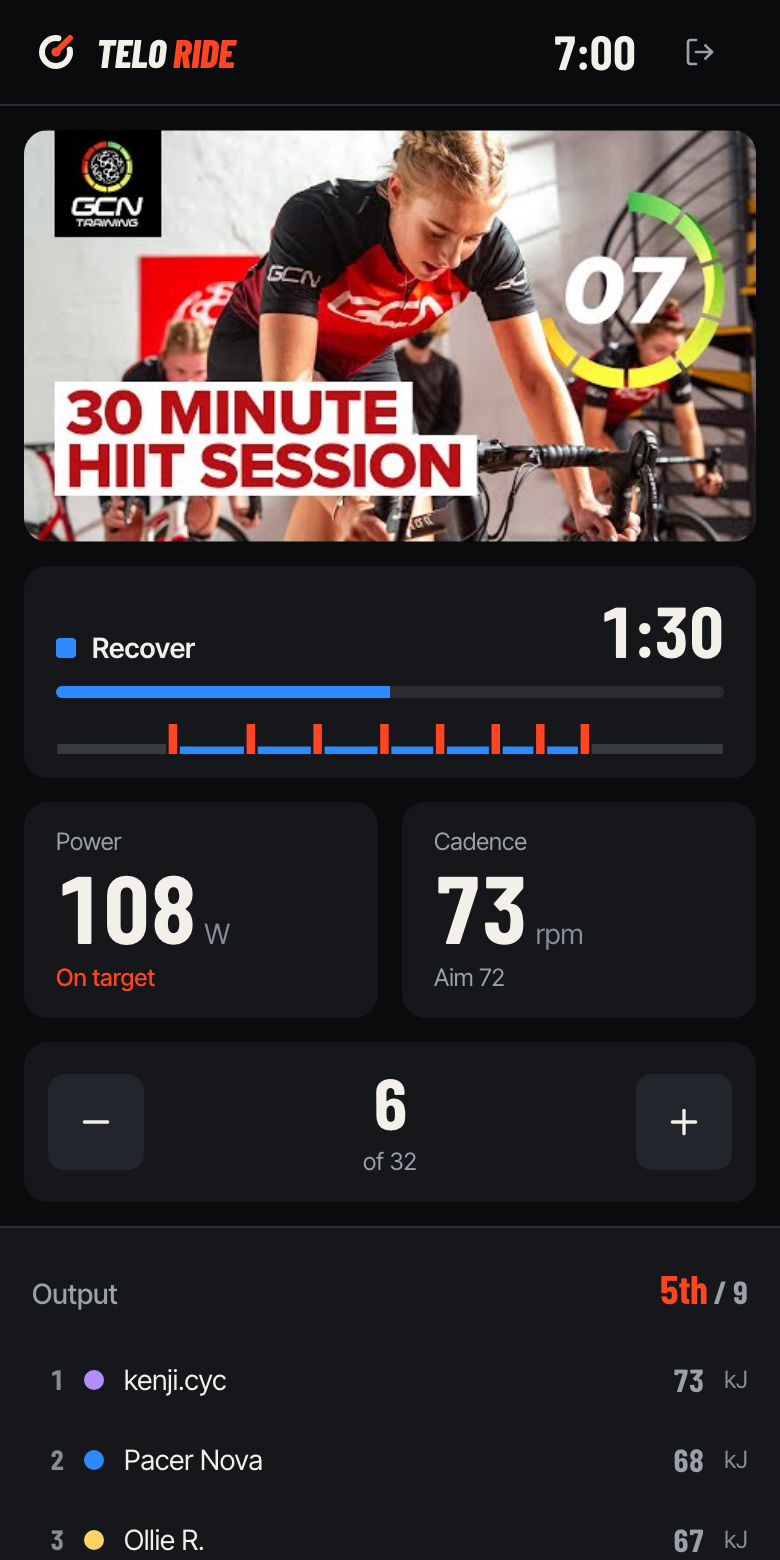 TELO RIDE
7:00
GCN
TRAINING
GCN
GCN
GCN
07
30 MINUTE
HIIT SESSION
Recover
1:30
Power
108 W
On target
Cadence
73 rpm
Aim 72
−
6
of 32
+
Output
5th / 9
1 kenji.cyc 73 kJ
2 Pacer Nova 68 kJ
3 Ollie R. 67 kJ